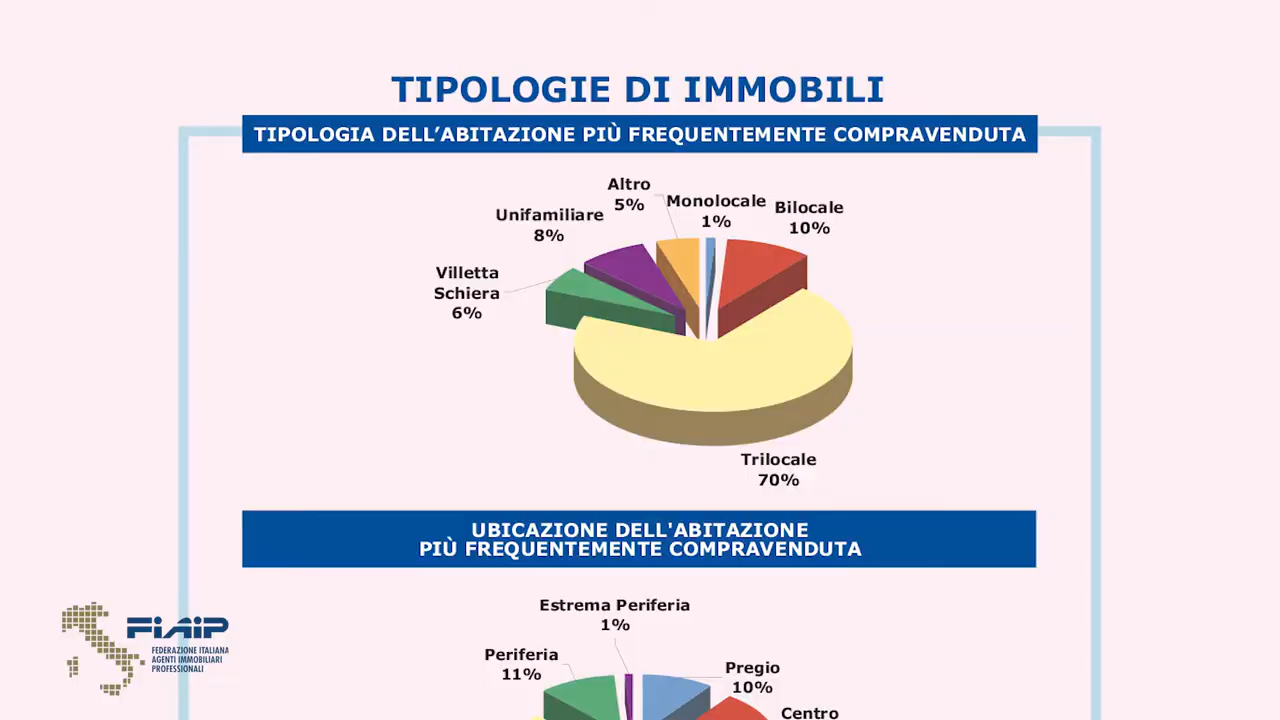 TIPOLOGIE DI IMMOBILI
TIPOLOGIA DELL’ABITAZIONE PIÙ FREQUENTEMENTE COMPRAVENDUTA
Altro
5%
Monolocale
1%
Bilocale
10%
Unifamiliare
8%
Villetta
Schiera
6%
Trilocale
70%
UBICAZIONE DELL'ABITAZIONE
PIÙ FREQUENTEMENTE COMPRAVENDUTA
Estrema Periferia
1%
Periferia
11%
Pregio
10%
Centro
FIAIP
FEDERAZIONE ITALIANA
AGENTI IMMOBILIARI
PROFESSIONALI